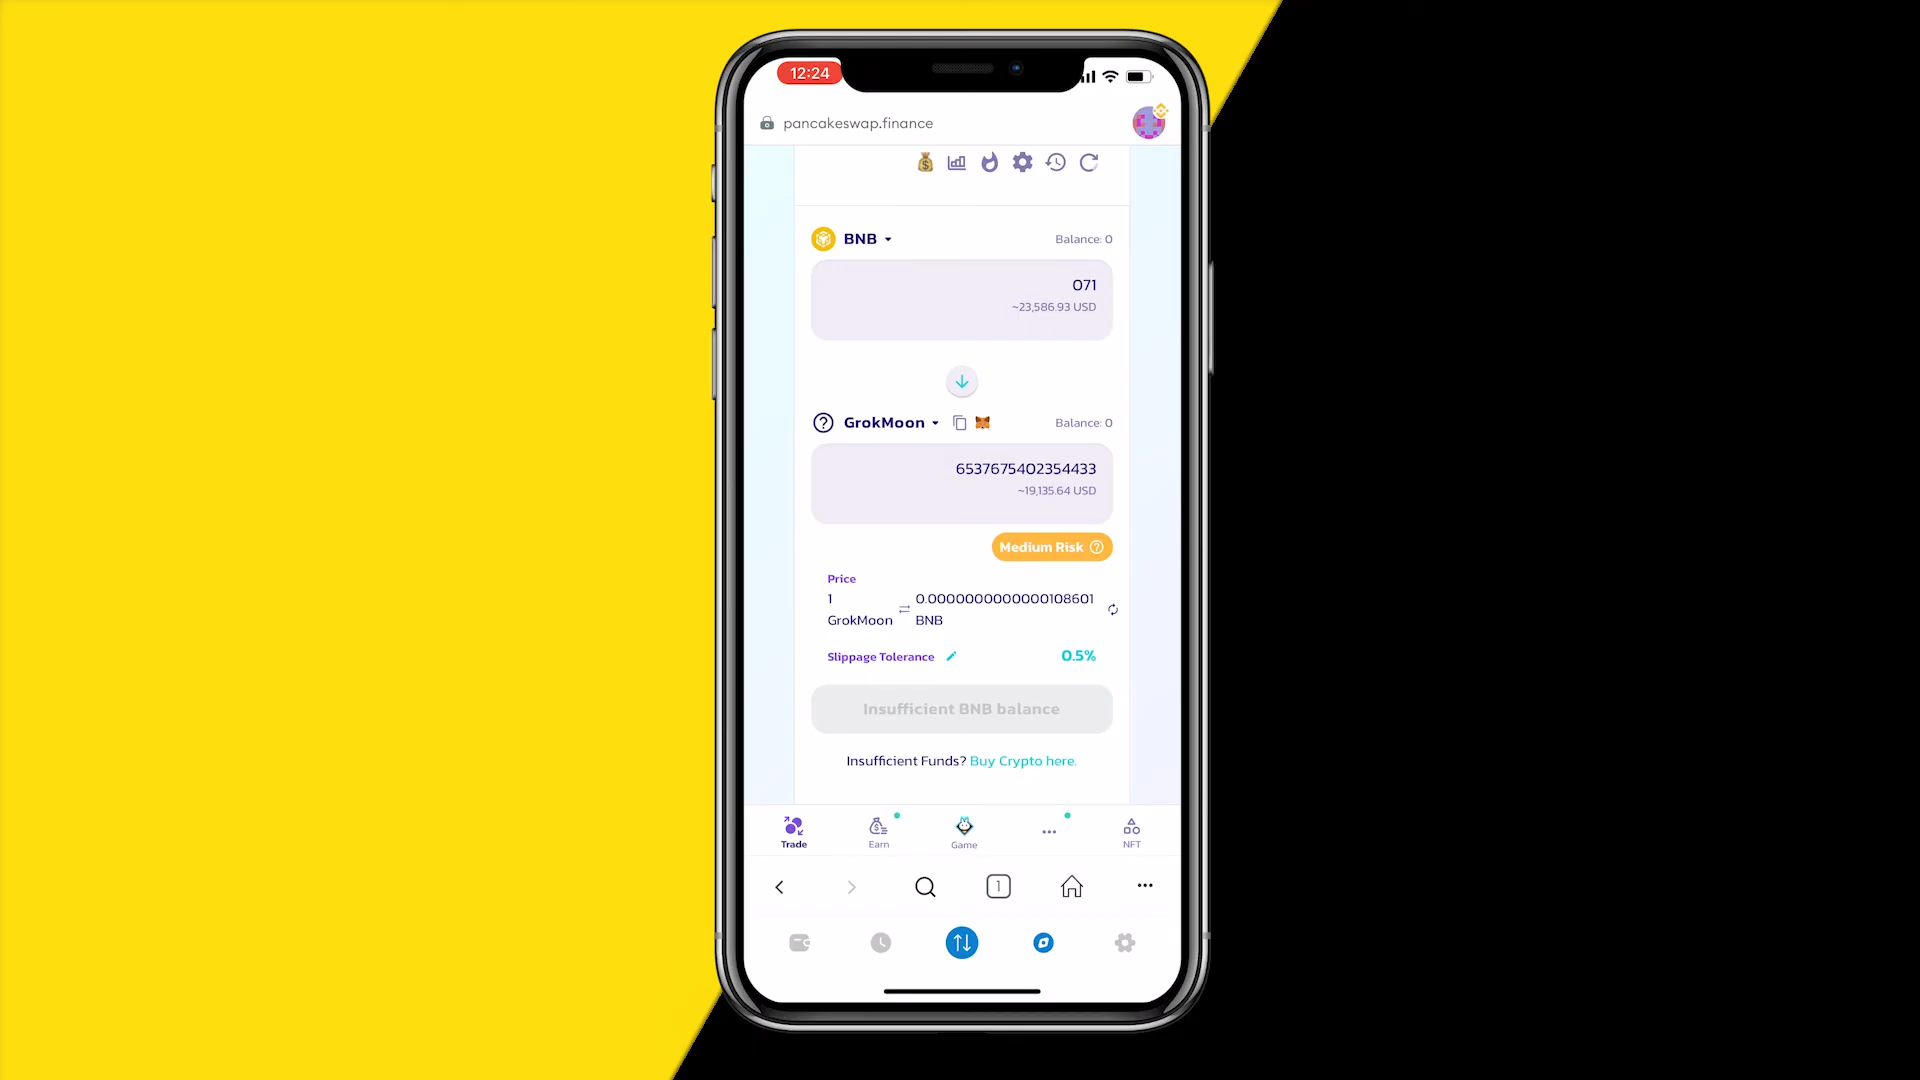 12:24
pancakeswap.finance
BNB
Balance: 0
071
~23,586.93 USD
GrokMoon
Balance: 0
6537675402354433
~19,135.64 USD
Medium Risk
Price
1
GrokMoon
0.0000000000000108601
BNB
Slippage Tolerance
0.5%
Insufficient BNB balance
Insufficient Funds? Buy Crypto here.
Trade
Earn
Game
NFT
1